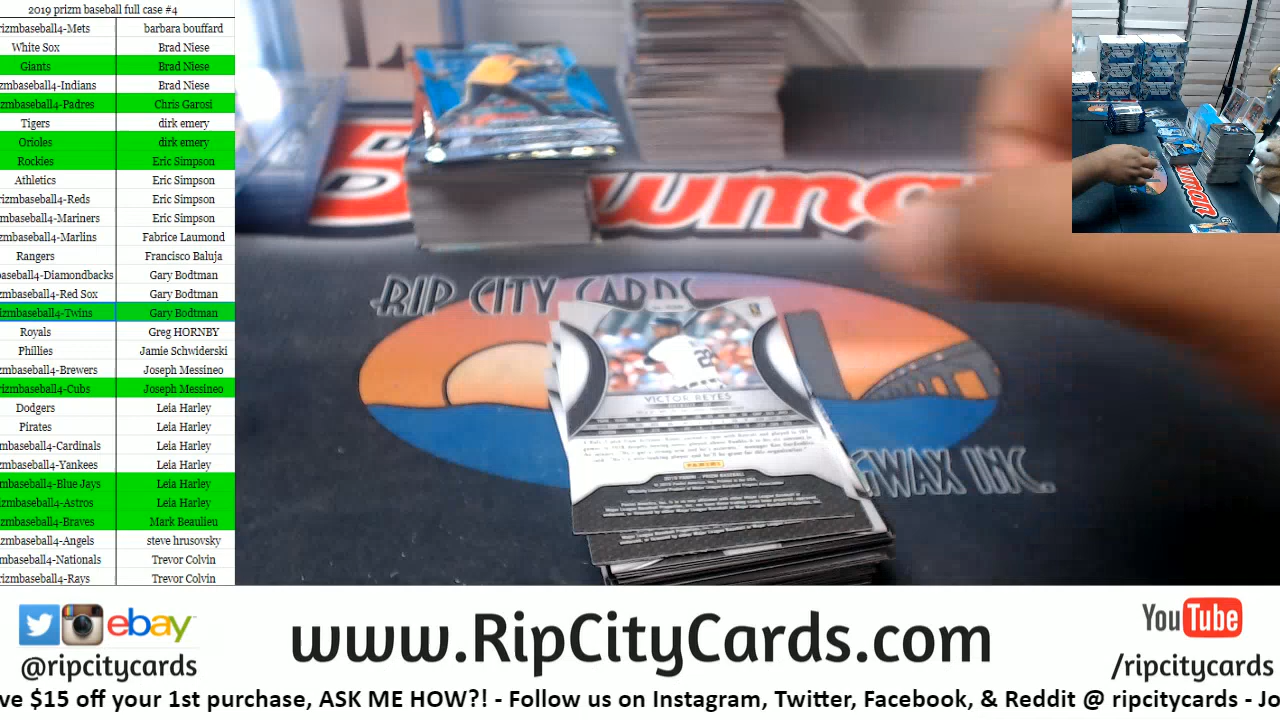 2019 prizm baseball full case #4
rizmbaseball4-Mets barbara bouffard
White Sox Brad Niese
Giants Brad Niese
zmbaseball4-Indians Brad Niese
izmbaseball4-Padres Chris Garosi
Tigers dirk emery
Orioles dirk emery
Rockies Eric Simpson
Athletics Eric Simpson
rizmbaseball4-Reds Eric Simpson
mbaseball4-Mariners Eric Simpson
zmbaseball4-Marlins Fabrice Laumond
Rangers Francisco Baluja
baseball4-Diamondbacks Gary Bodtman
zmbaseball4-Red Sox Gary Bodtman
izmbaseball4-Twins Gary Bodtman
Royals Greg HORNBY
Phillies Jamie Schwiderski
zmbaseball4-Brewers Joseph Messineo
rizmbaseball4-Cubs Joseph Messineo
Dodgers Leia Harley
Pirates Leia Harley
mbaseball4-Cardinals Leia Harley
zmbaseball4-Yankees Leia Harley
mbaseball4-Blue Jays Leia Harley
zmbaseball4-Astros Leia Harley
zmbaseball4-Braves Mark Beaulieu
zmbaseball4-Angels steve hrusovsky
mbaseball4-Nationals Trevor Colvin
rizmbaseball4-Rays Trevor Colvin
RIP CITY CARDS
VICTOR REYES
WAX INC.
ebay
@ripcitycards
www.RipCityCards.com
YouTube
/ripcitycards
ve $15 off your 1st purchase, ASK ME HOW?! - Follow us on Instagram, Twitter, Facebook, & Reddit @ ripcitycards - Jo